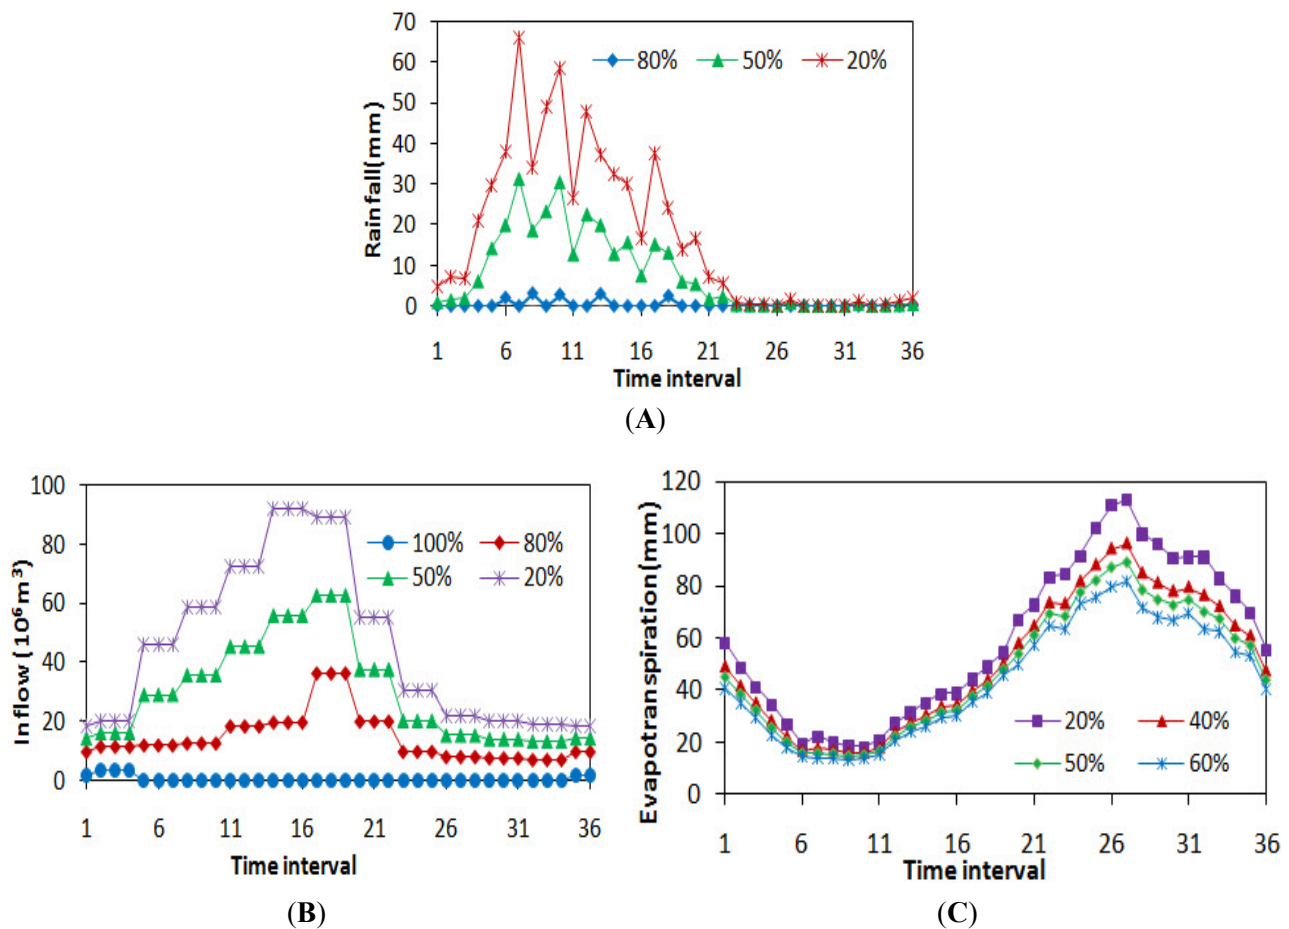 70
60
50
40
30
20
10
0
Rainfall(mm)
80% 50% 20%
1 6 11 16 21 26 31 36
Time interval
(A)
100
80
60
40
20
0
Inflow (10⁶m³)
100% 80%
50% 20%
1 6 11 16 21 26 31 36
Time interval
(B)
120
100
80
60
40
20
0
Evapotranspiration(mm)
20% 40%
50% 60%
1 6 11 16 21 26 31 36
Time interval
(C)